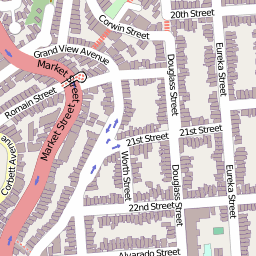 20th Street
Corwin Street
Grand View Avenue
Market Street
Douglass Street
Eureka Street
Romain Street
Market Street
21st Street
21st Street
Corbett Avenue
Worth Street
Douglass Street
Eureka Street
22nd Street
Alvarado Street